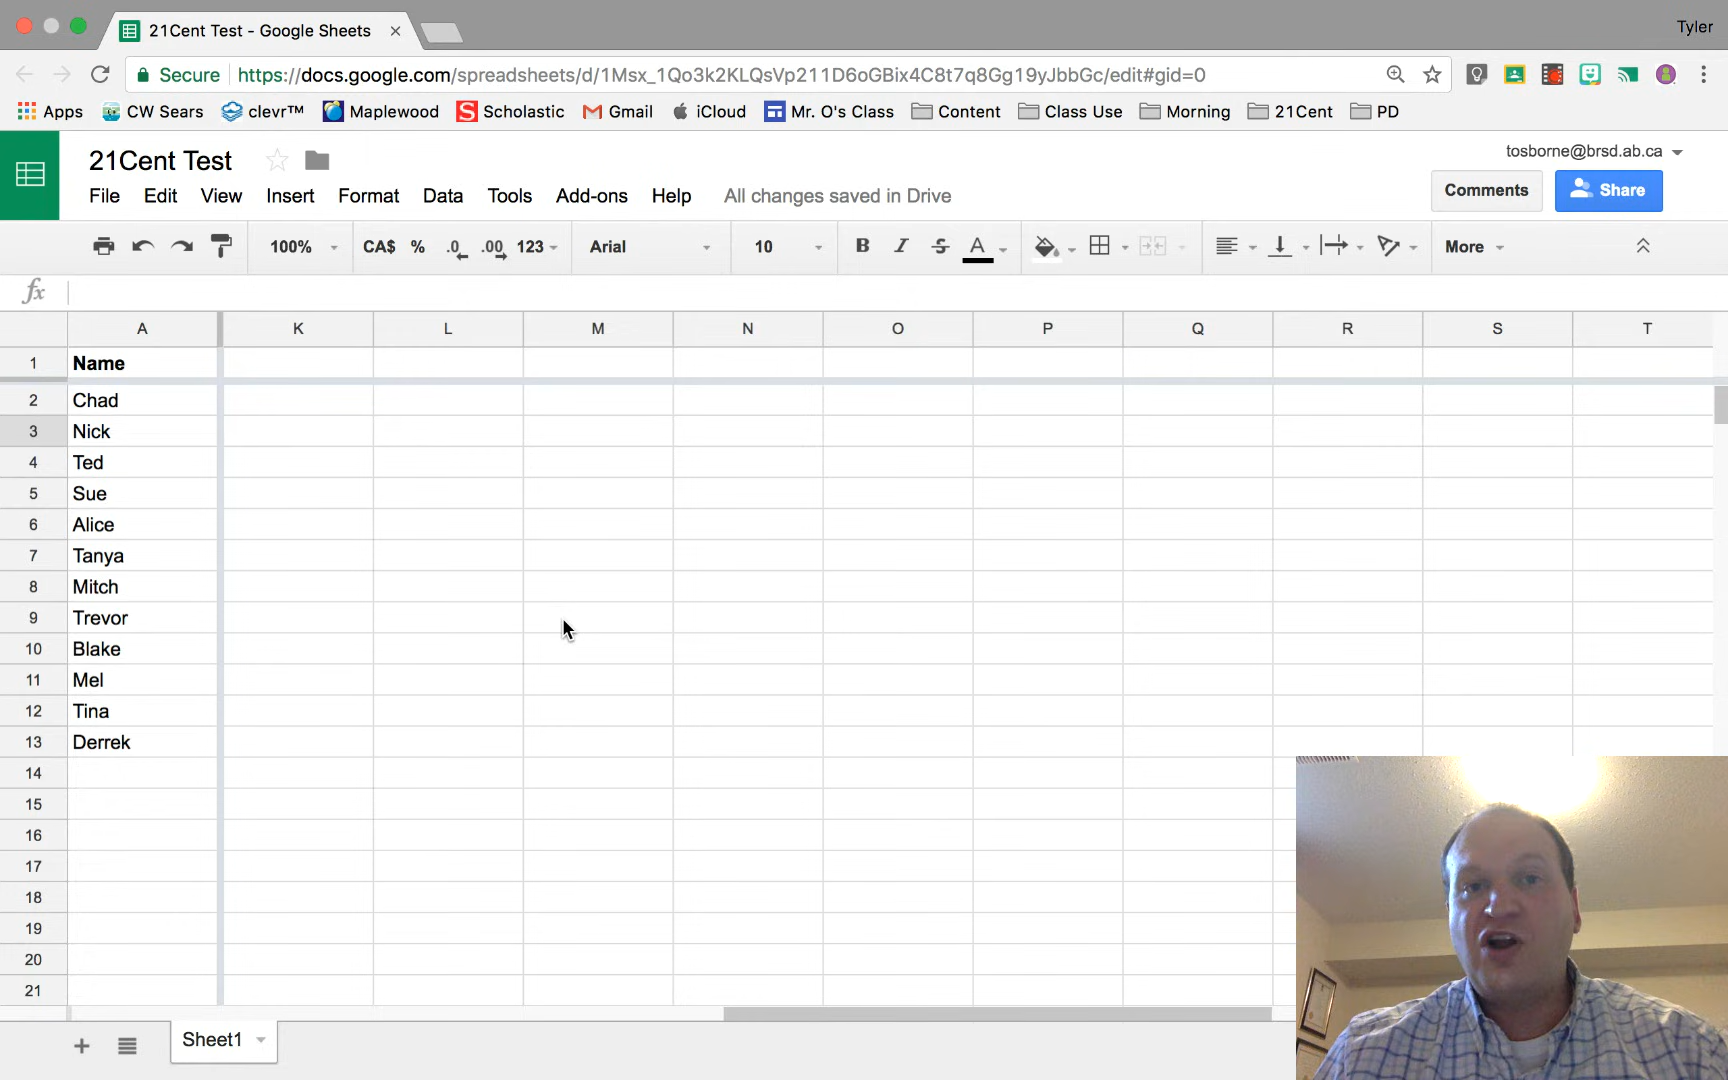 21Cent Test - Google Sheets
Tyler
Secure https://docs.google.com/spreadsheets/d/1Msx_1Qo3k2KLQsVp211D6oGBix4C8t7q8Gg19yJbbGc/edit#gid=0
Apps CW Sears clevr™ Maplewood Scholastic Gmail iCloud Mr. O's Class Content Class Use Morning 21Cent PD
21Cent Test
tosborne@brsd.ab.ca
File Edit View Insert Format Data Tools Add-ons Help All changes saved in Drive
Comments Share
100% CA$ % .0 .00 123 Arial 10 B I S A More
fx
A K L M N O P Q R S T
1 Name
2 Chad
3 Nick
4 Ted
5 Sue
6 Alice
7 Tanya
8 Mitch
9 Trevor
10 Blake
11 Mel
12 Tina
13 Derrek
14
15
16
17
18
19
20
21
Sheet1